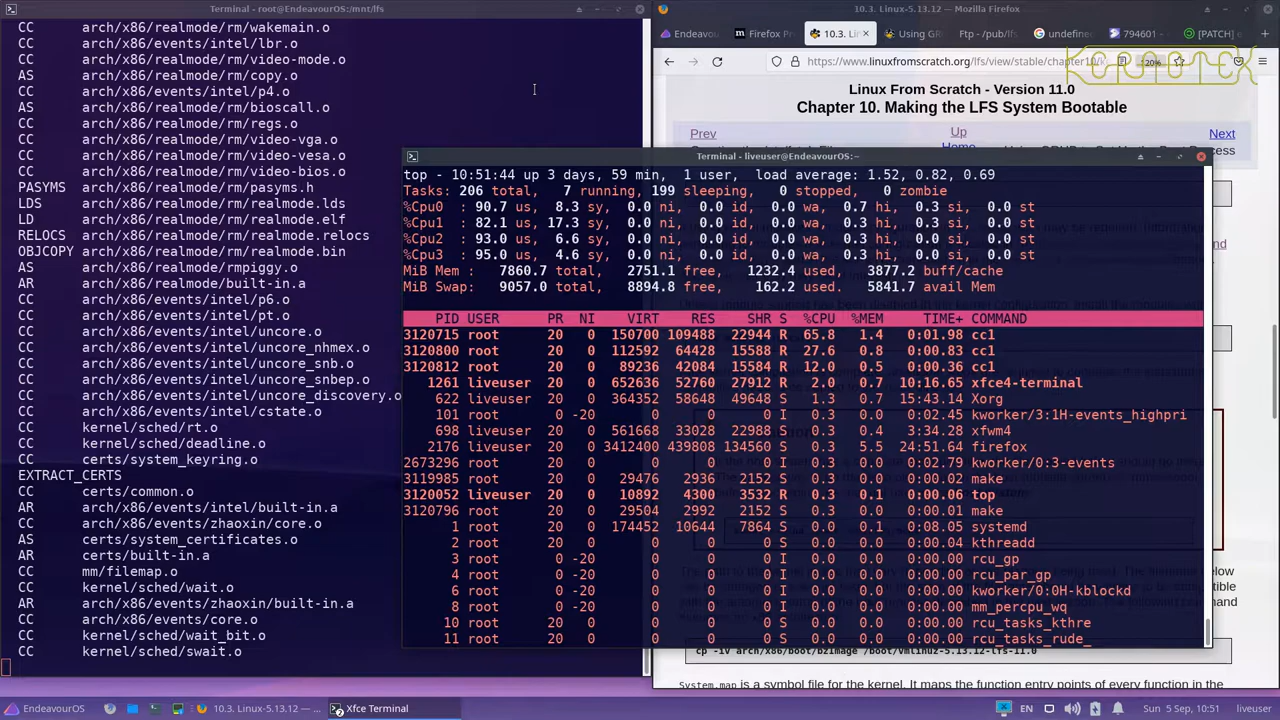 Terminal - root@EndeavourOS:/mnt/lfs
CC arch/x86/realmode/rm/wakemain.o
CC arch/x86/events/intel/lbr.o
CC arch/x86/realmode/rm/video-mode.o
AS arch/x86/realmode/rm/copy.o
CC arch/x86/events/intel/p4.o
AS arch/x86/realmode/rm/bioscall.o
CC arch/x86/realmode/rm/regs.o
CC arch/x86/realmode/rm/video-vga.o
CC arch/x86/realmode/rm/video-vesa.o
CC arch/x86/realmode/rm/video-bios.o
PASYMS arch/x86/realmode/rm/pasyms.h
LDS arch/x86/realmode/rm/realmode.lds
LD arch/x86/realmode/rm/realmode.elf
RELOCS arch/x86/realmode/rm/realmode.relocs
OBJCOPY arch/x86/realmode/rm/realmode.bin
AS arch/x86/realmode/rmpiggy.o
AR arch/x86/realmode/built-in.a
CC arch/x86/events/intel/p6.o
CC arch/x86/events/intel/pt.o
CC arch/x86/events/intel/uncore.o
CC arch/x86/events/intel/uncore_nhmex.o
CC arch/x86/events/intel/uncore_snb.o
CC arch/x86/events/intel/uncore_snbep.o
CC arch/x86/events/intel/uncore_discovery.o
CC arch/x86/events/intel/cstate.o
CC kernel/sched/rt.o
CC kernel/sched/deadline.o
CC certs/system_keyring.o
EXTRACT_CERTS
CC certs/common.o
AR arch/x86/events/intel/built-in.a
CC arch/x86/events/zhaoxin/core.o
AS certs/system_certificates.o
AR certs/built-in.a
CC mm/filemap.o
CC kernel/sched/wait.o
AR arch/x86/events/zhaoxin/built-in.a
CC arch/x86/events/core.o
CC kernel/sched/wait_bit.o
CC kernel/sched/swait.o
10.3. Linux-5.13.12 — Mozilla Firefox
Endeavou
Firefox Pr
10.3. Lin
Using GR
Ftp - /pub/lfs
undefined
794601 -
[PATCH] g
https://www.linuxfromscratch.org/lfs/view/stable/chapter10/k
120%
Linux From Scratch - Version 11.0
Chapter 10. Making the LFS System Bootable
Prev Up Next
Home
Terminal - liveuser@EndeavourOS:~
top - 10:51:44 up 3 days, 59 min, 1 user, load average: 1.52, 0.82, 0.69
Tasks: 206 total, 7 running, 199 sleeping, 0 stopped, 0 zombie
%Cpu0 : 90.7 us, 8.3 sy, 0.0 ni, 0.0 id, 0.0 wa, 0.7 hi, 0.3 si, 0.0 st
%Cpu1 : 82.1 us, 17.3 sy, 0.0 ni, 0.0 id, 0.0 wa, 0.3 hi, 0.3 si, 0.0 st
%Cpu2 : 93.0 us, 6.6 sy, 0.0 ni, 0.0 id, 0.0 wa, 0.3 hi, 0.0 si, 0.0 st
%Cpu3 : 95.0 us, 4.6 sy, 0.0 ni, 0.0 id, 0.0 wa, 0.3 hi, 0.0 si, 0.0 st
MiB Mem : 7860.7 total, 2751.1 free, 1232.4 used, 3877.2 buff/cache
MiB Swap: 9057.0 total, 8894.8 free, 162.2 used. 5841.7 avail Mem
PID USER PR NI VIRT RES SHR S %CPU %MEM TIME+ COMMAND
3120715 root 20 0 150700 109488 22944 R 65.8 1.4 0:01.98 cc1
3120800 root 20 0 112592 64428 15588 R 27.6 0.8 0:00.83 cc1
3120812 root 20 0 89236 42084 15584 R 12.0 0.5 0:00.36 cc1
1261 liveuser 20 0 652636 52760 27912 R 2.0 0.7 10:16.65 xfce4-terminal
622 liveuser 20 0 364352 58648 49648 S 1.3 0.7 15:43.14 Xorg
101 root 0 -20 0 0 0 I 0.3 0.0 0:02.45 kworker/3:1H-events_highpri
698 liveuser 20 0 561668 33028 22988 S 0.3 0.4 3:34.28 xfwm4
2176 liveuser 20 0 3412400 439808 134560 S 0.3 5.5 24:51.64 firefox
2673296 root 20 0 0 0 0 I 0.3 0.0 0:02.79 kworker/0:3-events
3119985 root 20 0 29476 2936 2152 S 0.3 0.0 0:00.02 make
3120052 liveuser 20 0 10892 4300 3532 R 0.3 0.1 0:00.06 top
3120796 root 20 0 29504 2992 2152 S 0.3 0.0 0:00.01 make
1 root 20 0 174452 10644 7864 S 0.0 0.1 0:08.05 systemd
2 root 20 0 0 0 0 S 0.0 0.0 0:00.04 kthreadd
3 root 0 -20 0 0 0 I 0.0 0.0 0:00.00 rcu_gp
4 root 0 -20 0 0 0 I 0.0 0.0 0:00.00 rcu_par_gp
6 root 0 -20 0 0 0 I 0.0 0.0 0:00.00 kworker/0:0H-kblockd
8 root 0 -20 0 0 0 I 0.0 0.0 0:00.00 mm_percpu_wq
10 root 20 0 0 0 0 S 0.0 0.0 0:00.00 rcu_tasks_kthre
11 root 20 0 0 0 0 S 0.0 0.0 0:00.00 rcu_tasks_rude_
cp -iv arch/x86/boot/bzImage /boot/vmlinuz-5.13.12-lfs-11.0
System.map is a symbol file for the kernel. It maps the function entry points of every function in the
EndeavourOS
10.3. Linux-5.13.12 — ...
Xfce Terminal
EN
Sun 5 Sep, 10:51
liveuser